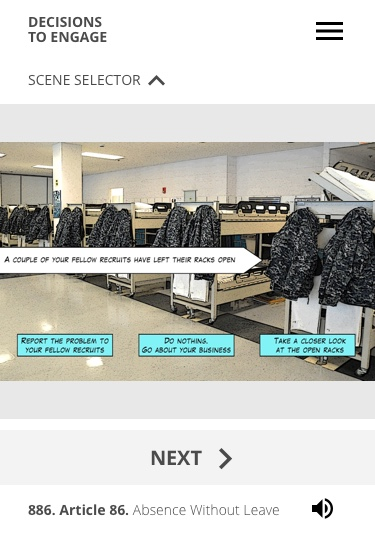 DECISIONS
TO ENGAGE
SCENE SELECTOR
A COUPLE OF YOUR FELLOW RECRUITS HAVE LEFT THEIR RACKS OPEN
REPORT THE PROBLEM TO
YOUR FELLOW RECRUITS
DO NOTHING.
GO ABOUT YOUR BUSINESS
TAKE A CLOSER LOOK
AT THE OPEN RACKS
NEXT
886. Article 86. Absence Without Leave